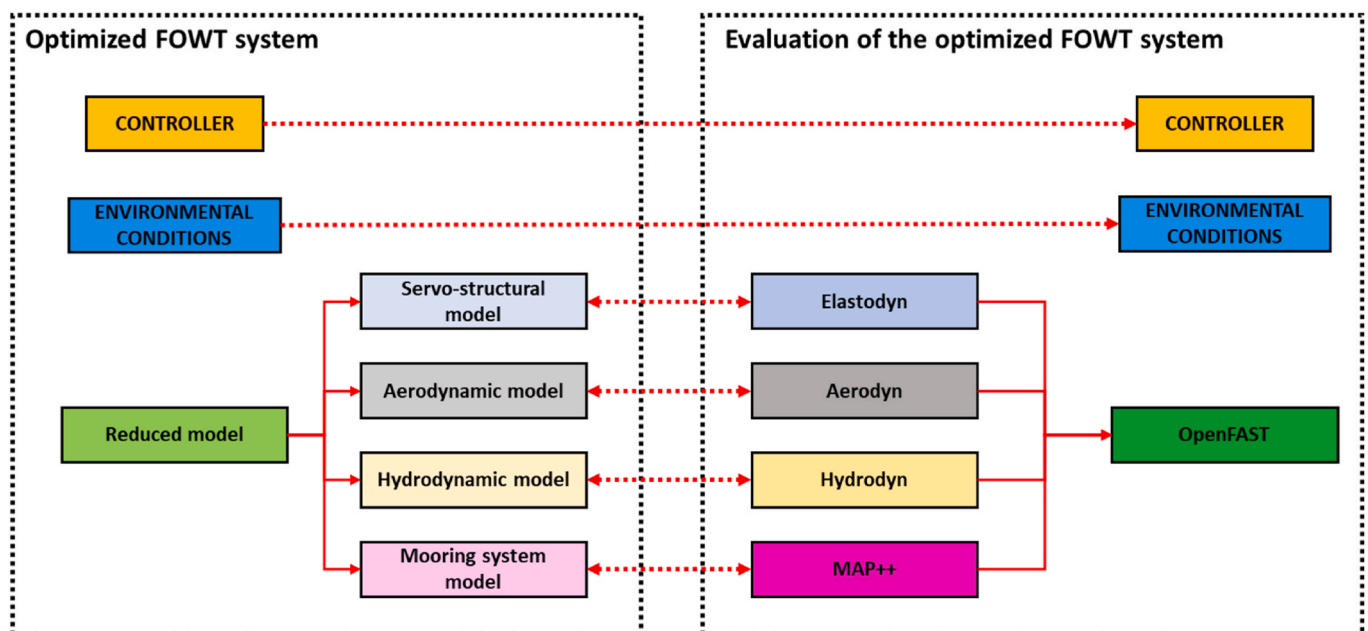 Optimized FOWT system
Evaluation of the optimized FOWT system
CONTROLLER
CONTROLLER
ENVIRONMENTAL
CONDITIONS
ENVIRONMENTAL
CONDITIONS
Servo-structural
model
Elastodyn
Aerodynamic model
Aerodyn
Reduced model
OpenFAST
Hydrodynamic model
Hydrodyn
Mooring system
model
MAP++